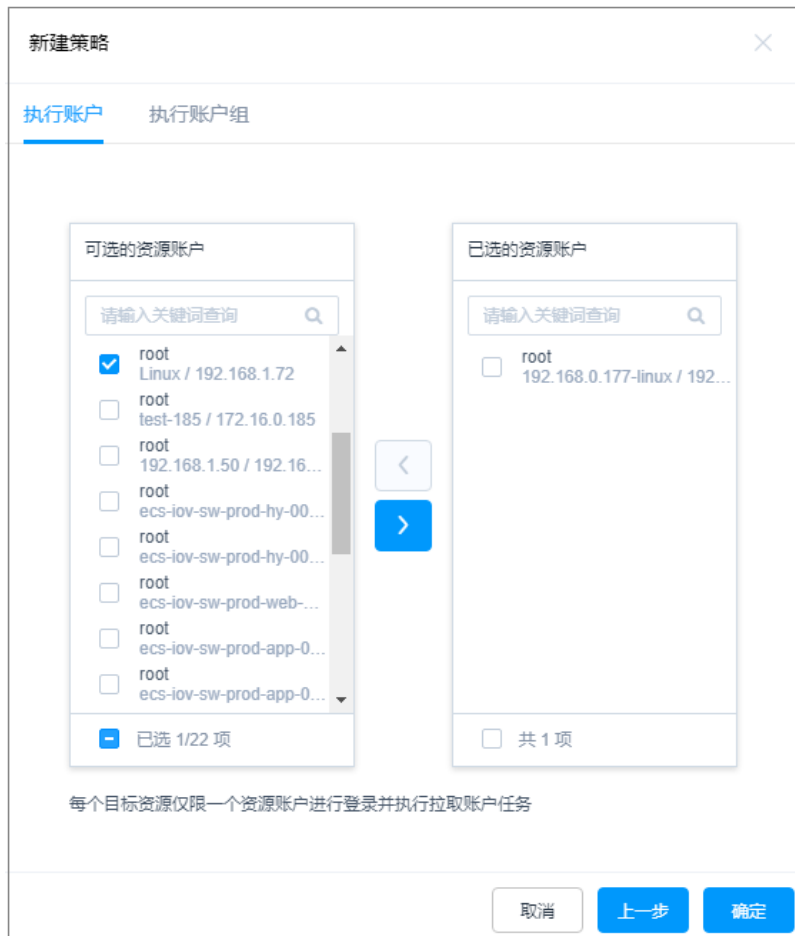 新建策略
执行账户
执行账户组
可选的资源账户
请输入关键词查询
root
Linux / 192.168.1.72
root
test-185 / 172.16.0.185
root
192.168.1.50 / 192.16...
root
ecs-iov-sw-prod-hy-00...
root
ecs-iov-sw-prod-hy-00...
root
ecs-iov-sw-prod-web-...
root
ecs-iov-sw-prod-app-0...
root
ecs-iov-sw-prod-app-0...
已选 1/22 项
已选的资源账户
请输入关键词查询
root
192.168.0.177-linux / 192...
共 1 项
每个目标资源仅限一个资源账户进行登录并执行拉取账户任务
取消
上一步
确定